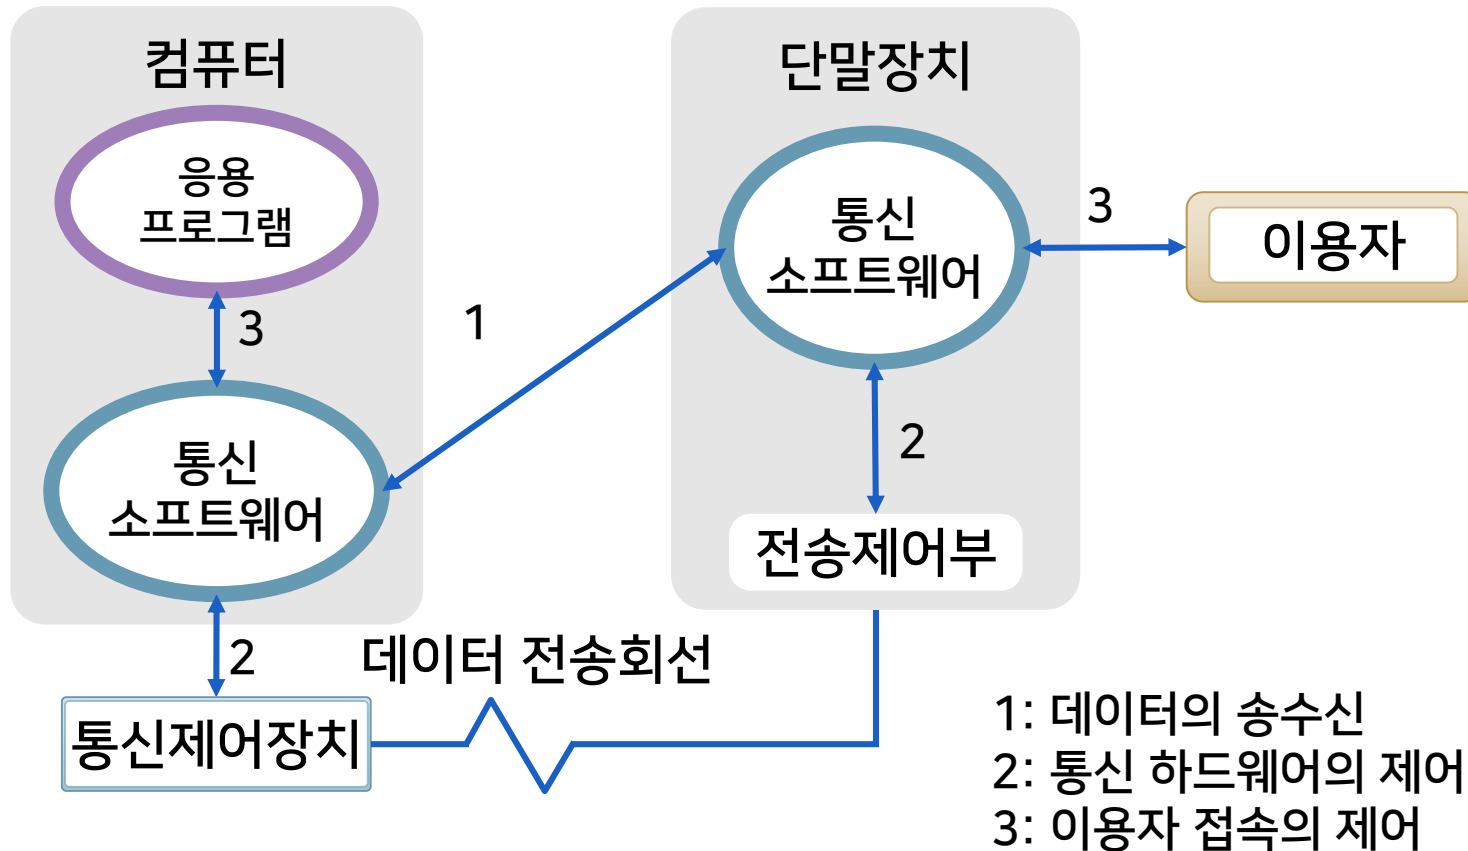 컴퓨터
응용
프로그램
3
통신
소프트웨어
2
통신제어장치
데이터 전송회선
1
단말장치
통신
소프트웨어
2
전송제어부
3
이용자
1: 데이터의 송수신
2: 통신 하드웨어의 제어
3: 이용자 접속의 제어